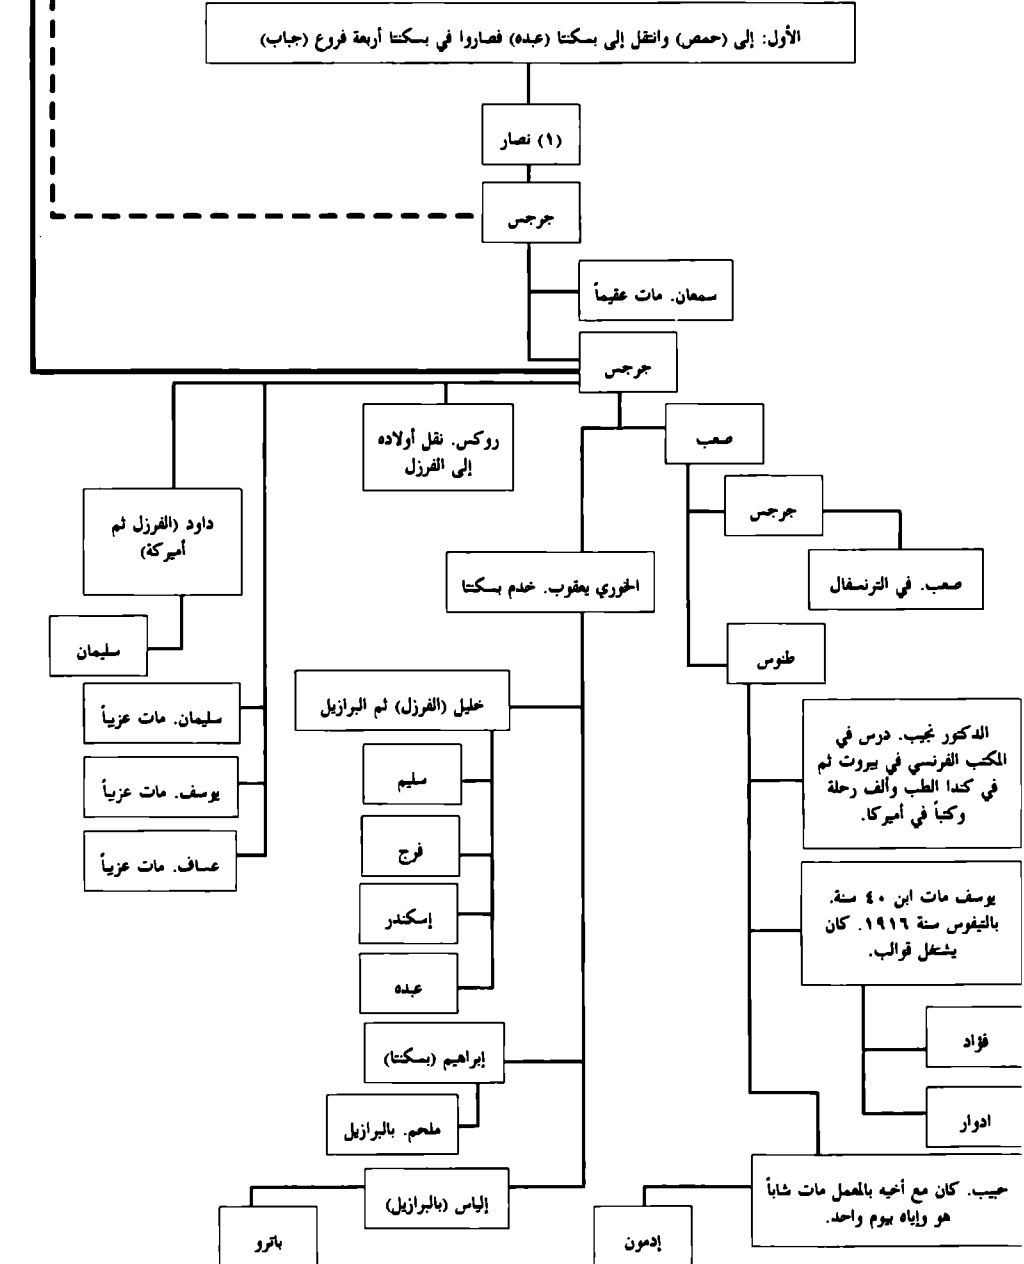 الأول: إلى (حمص) وانتقل إلى بسكنتا (عبده) فصاروا في بسكنتا أربعة فروع (جباب)
(١) نصار
جرجس
سمعان. مات عقيماً
جرجس
صعب
روكس. نقل أولاده
إلى الفرزل
جرجس
داود (الفرزل ثم
أميركة)
صعب. في الترنسفال
الخوري يعقوب. خدم بسكنتا
سليمان
طنوس
خليل (الفرزل) ثم البرازيل
سليمان. مات عزيباً
الدكتور نجيب. درس في
المكتب الفرنسي في بيروت ثم
في كندا الطب وألف رحلة
وكتباً في أميركا.
سليم
يوسف. مات عزيباً
فرج
عساف. مات عزيباً
يوسف مات ابن ٤٠ سنة.
بالتيفوس سنة ١٩١٦. كان
يشتغل قوالب.
إسكندر
عبده
فؤاد
إبراهيم (بسكنتا)
ادوار
ملحم. بالبرازيل
حبيب. كان مع أخيه بالمعمل مات شاباً
هو وإياه بيوم واحد.
إلياس (بالبرازيل)
إدمون
باترو